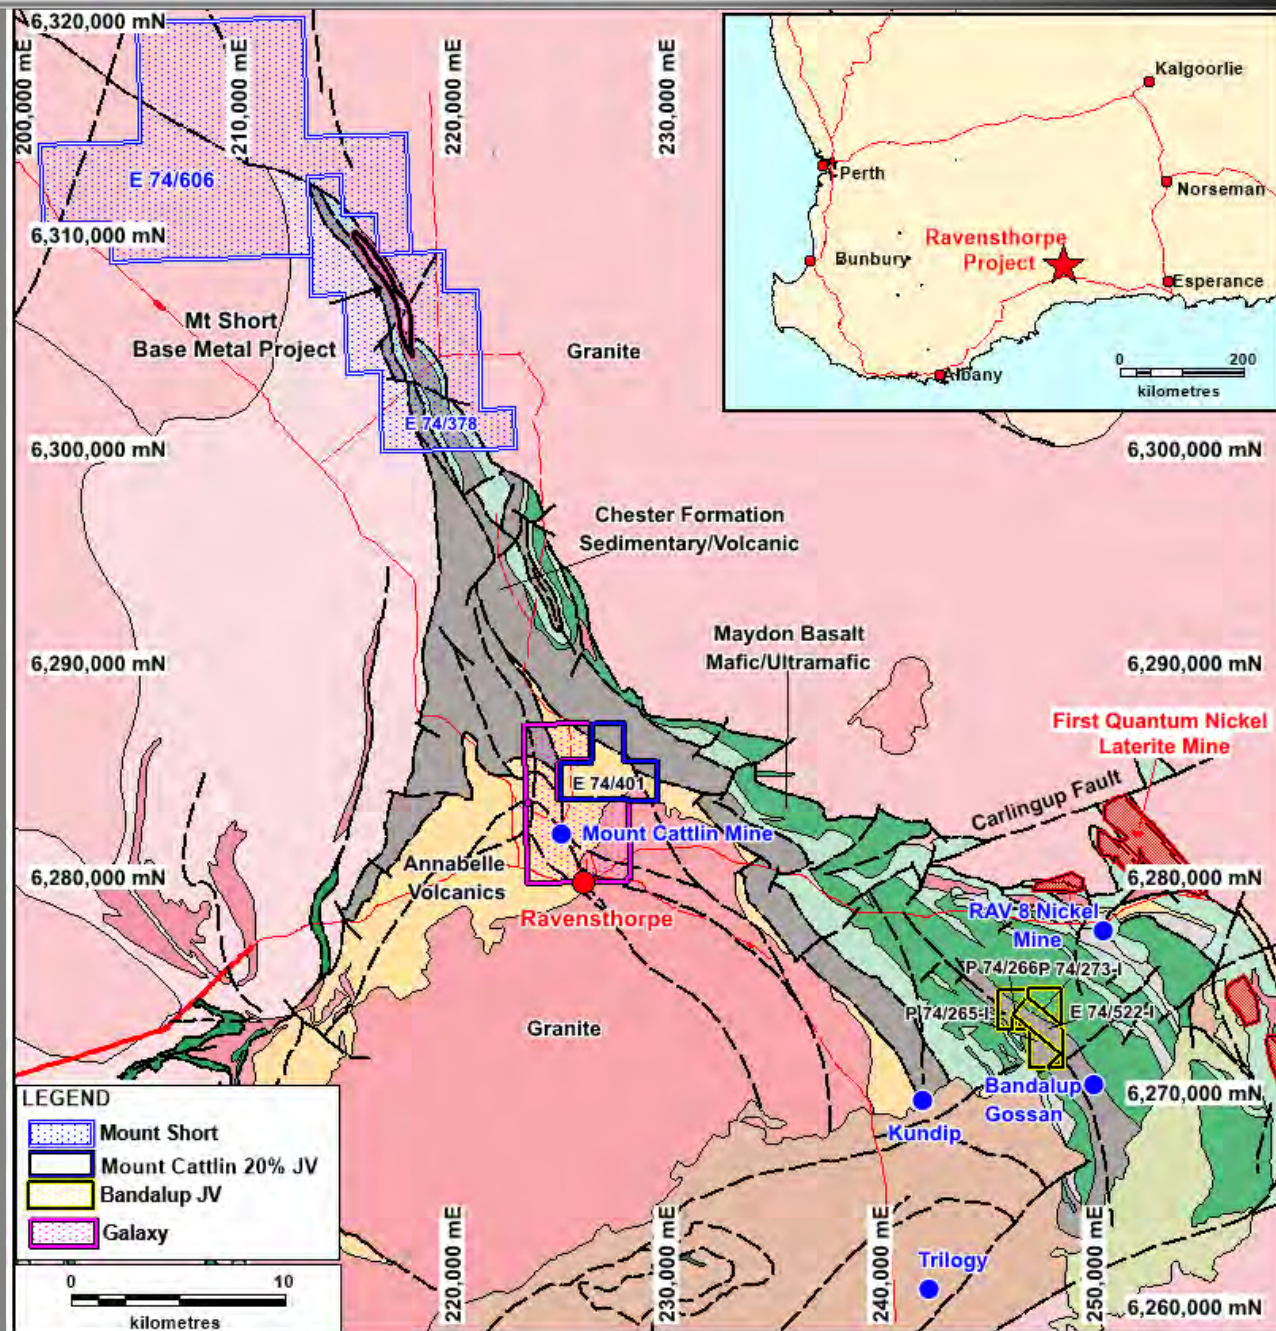 6,320,000 mN
200,000 mE
210,000 mE
220,000 mE
230,000 mE
Kalgoorlie
Perth
Norseman
Ravensthorpe
Project
Bunbury
Esperance
Albany
0 200
kilometres
E 74/606
6,310,000 mN
Mt Short
Base Metal Project
Granite
E 74/378
6,300,000 mN
6,300,000 mN
Chester Formation
Sedimentary/Volcanic
Maydon Basalt
Mafic/Ultramafic
6,290,000 mN
6,290,000 mN
First Quantum Nickel
Laterite Mine
E 74/401
Carlingup Fault
Mount Cattlin Mine
Annabelle
Volcanics
6,280,000 mN
6,280,000 mN
Ravensthorpe
RAV 8 Nickel
Mine
P 74/266
P 74/273-I
P 74/265-I
E 74/522-I
Granite
Bandalup
Gossan
6,270,000 mN
Kundip
LEGEND
Mount Short
Mount Cattlin 20% JV
Bandalup JV
Galaxy
220,000 mE
230,000 mE
240,000 mE
250,000 mE
Trilogy
6,260,000 mN
0 10
kilometres